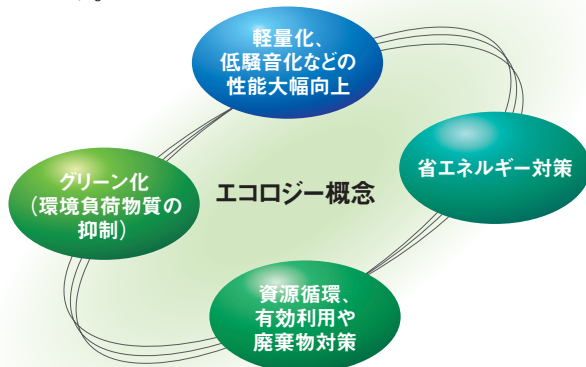 軽量化、
低騒音化などの
性能大幅向上
省エネルギー対策
グリーン化
(環境負荷物質の
抑制)
エコロジー概念
資源循環、
有効利用や
廃棄物対策